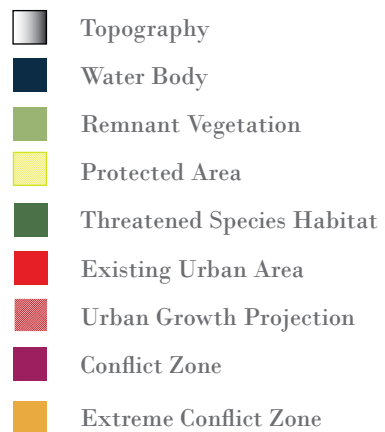 Topography
Water Body
Remnant Vegetation
Protected Area
Threatened Species Habitat
Existing Urban Area
Urban Growth Projection
Conflict Zone
Extreme Conflict Zone